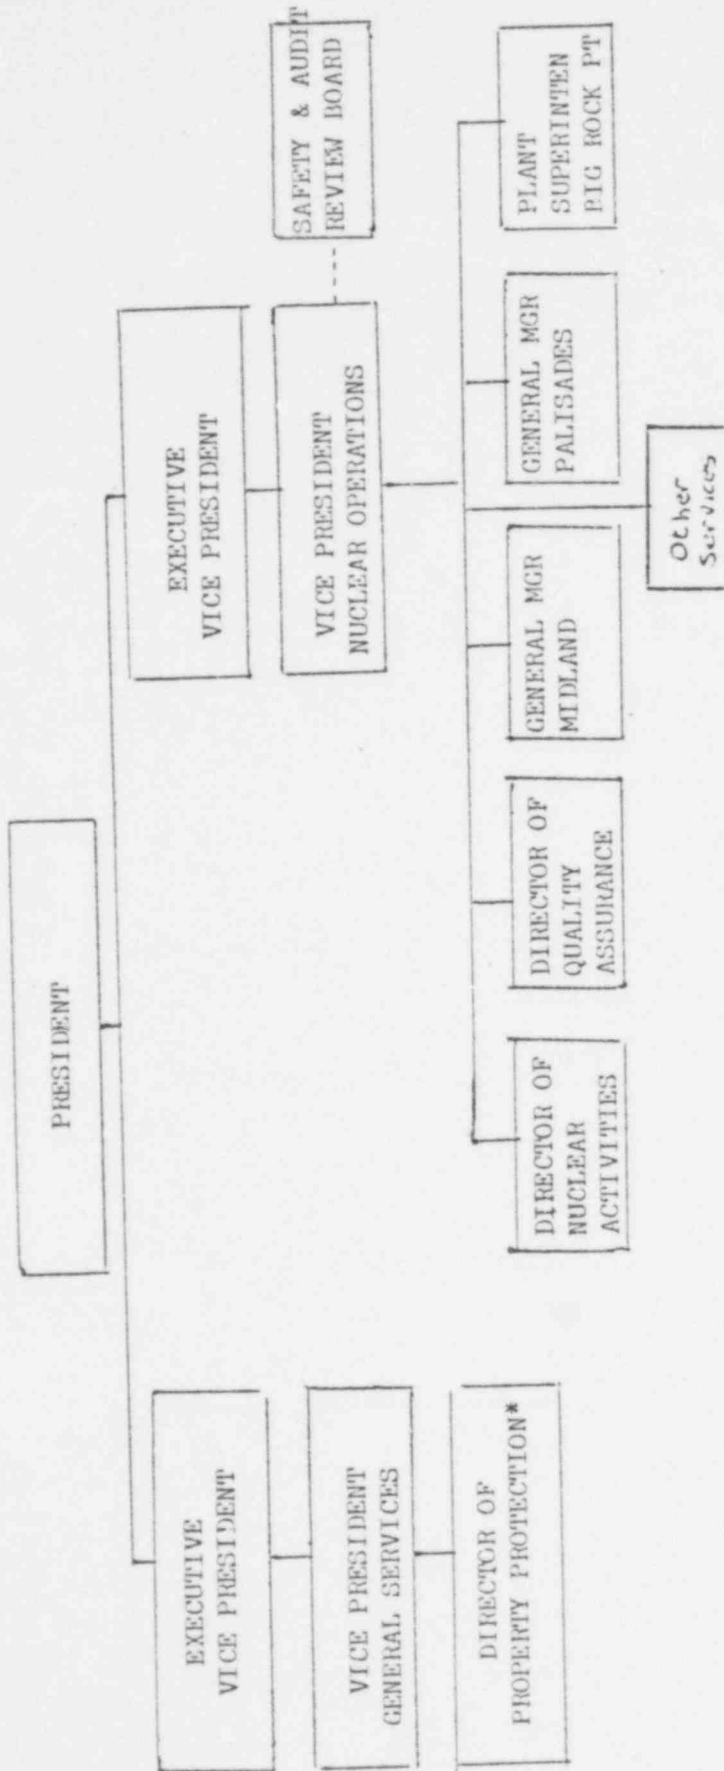 PRESIDENT
EXECUTIVE
VICE PRESIDENT
VICE PRESIDENT
GENERAL SERVICES
DIRECTOR OF
PROPERTY PROTECTION*
EXECUTIVE
VICE PRESIDENT
VICE PRESIDENT
NUCLEAR OPERATIONS
SAFETY & AUDIT
REVIEW BOARD
DIRECTOR OF
NUCLEAR
ACTIVITIES
DIRECTOR OF
QUALITY
ASSURANCE
GENERAL MGR
MIDLAND
GENERAL MGR
PALISADES
PLANT
SUPERINTEN
BIG ROCK PT
Other
Services